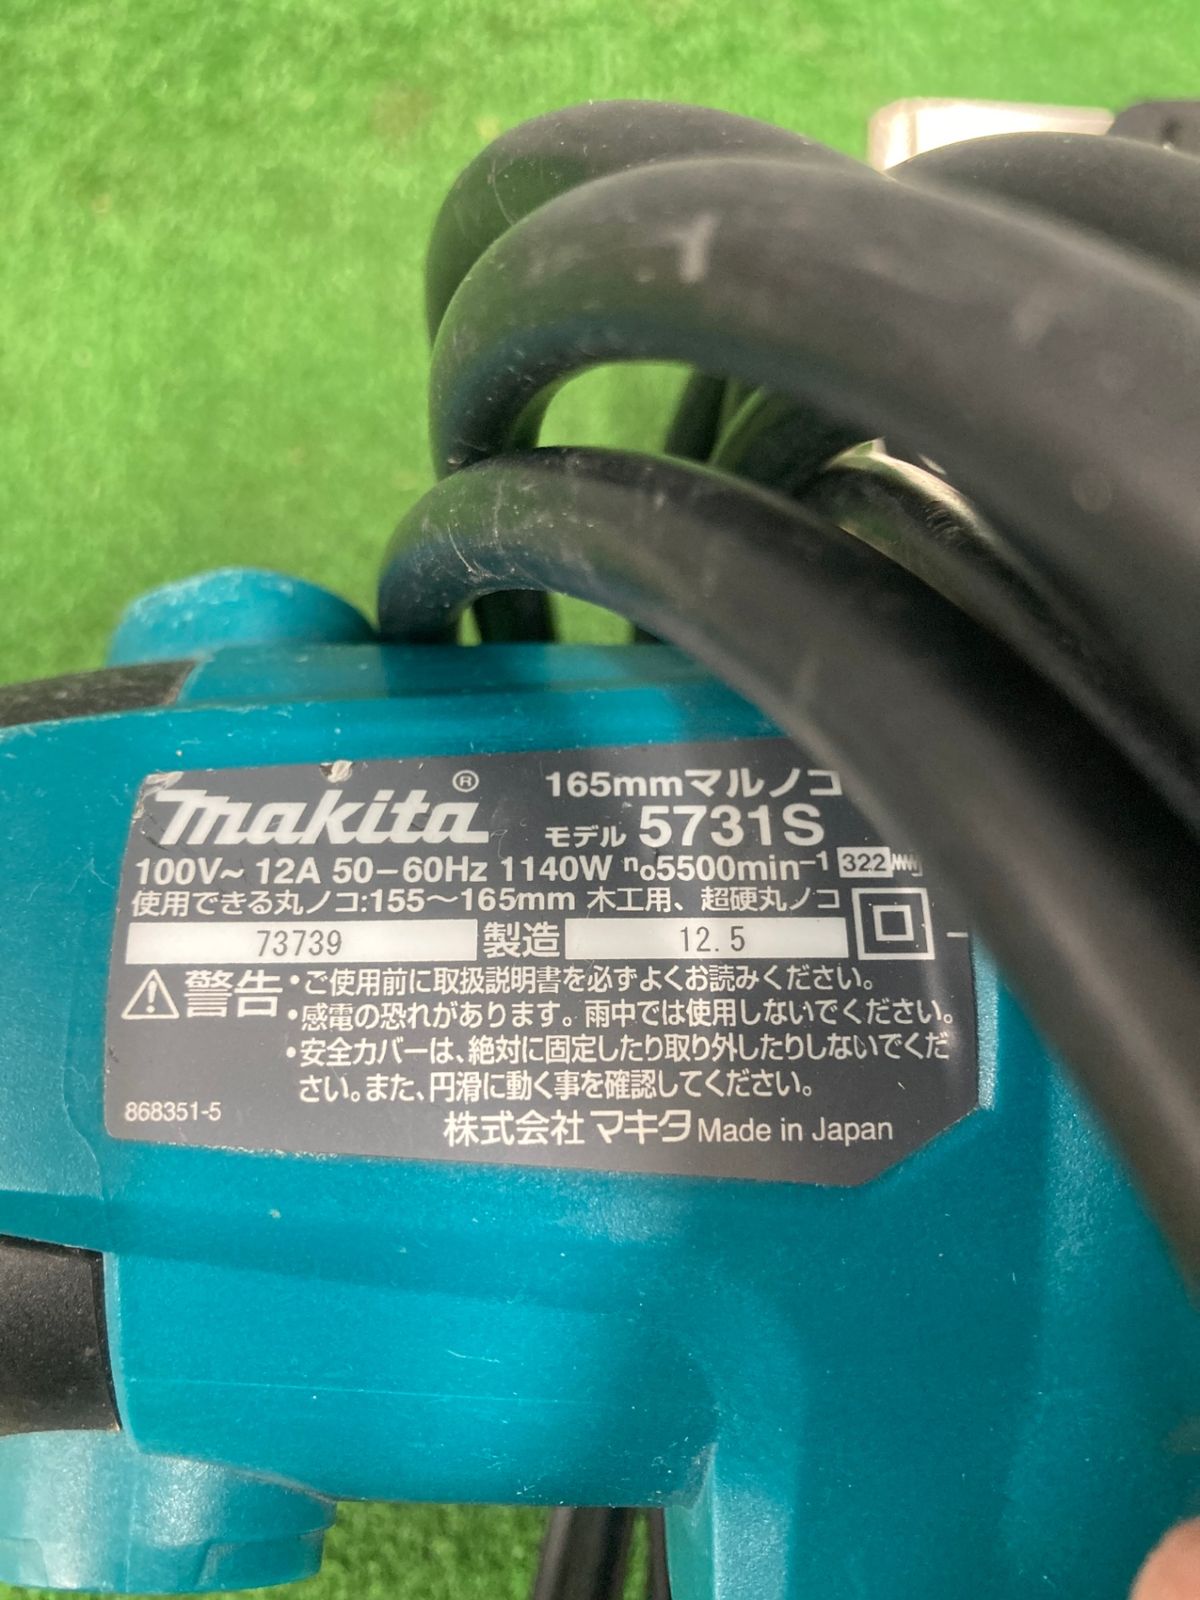 makita®
165mmマルノコ
モデル 5731S
100V～ 12A 50－60Hz 1140W n₀5500min⁻¹ 322
使用できる丸ノコ:155～165mm 木工用、超硬丸ノコ
73739 製造 12.5
警告 ・ご使用前に取扱説明書を必ずよくお読みください。
・感電の恐れがあります。雨中では使用しないでください。
・安全カバーは、絶対に固定したり取り外したりしないでくだ
さい。また、円滑に動く事を確認してください。
868351-5
株式会社 マキタ Made in Japan